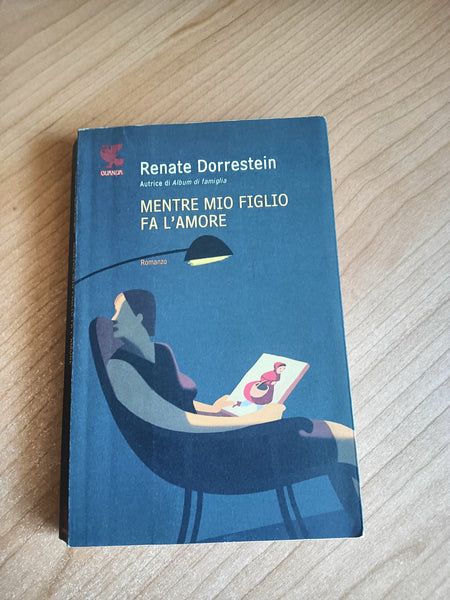 GUANDA
Renate Dorrestein
Autrice di Album di famiglia
MENTRE MIO FIGLIO
FA L'AMORE
Romanzo